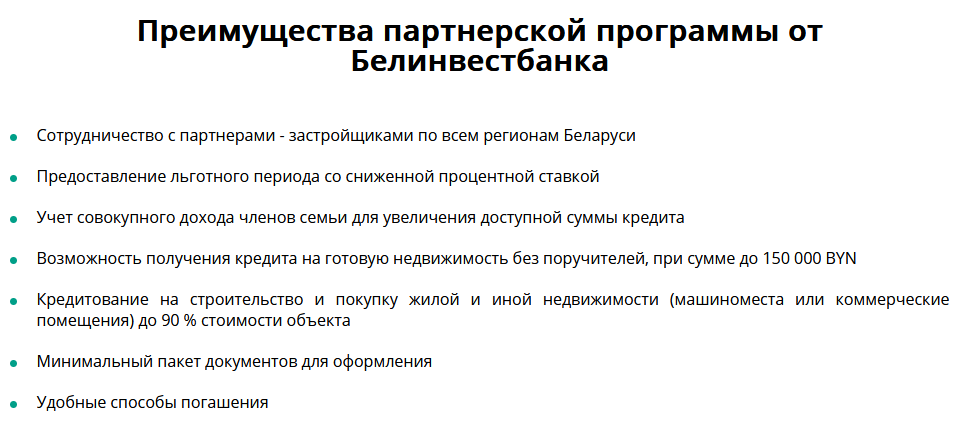 Преимущества партнерской программы от
Белинвестбанка
Сотрудничество с партнерами - застройщиками по всем регионам Беларуси
Предоставление льготного периода со сниженной процентной ставкой
Учет совокупного дохода членов семьи для увеличения доступной суммы кредита
Возможность получения кредита на готовую недвижимость без поручителей, при сумме до 150 000 BYN
Кредитование на строительство и покупку жилой и иной недвижимости (машиноместа или коммерческие
помещения) до 90 % стоимости объекта
Минимальный пакет документов для оформления
Удобные способы погашения